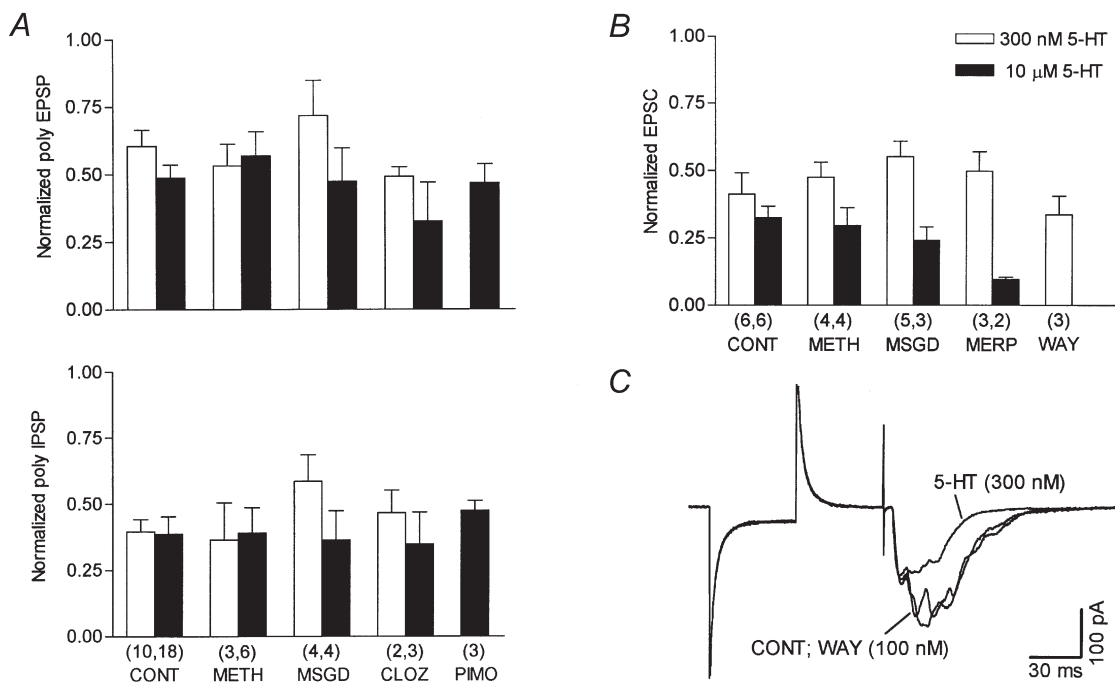 A
Normalized poly EPSP
1.00
0.75
0.50
0.25
0.00
Normalized poly IPSP
1.00
0.75
0.50
0.25
0.00
(10,18) (3,6) (4,4) (2,3) (3)
CONT METH MSGD CLOZ PIMO
B
Normalized EPSC
1.00
0.75
0.50
0.25
0.00
300 nM 5-HT
10 µM 5-HT
(6,6) (4,4) (5,3) (3,2) (3)
CONT METH MSGD MERP WAY
C
5-HT (300 nM)
CONT; WAY (100 nM)
100 pA
30 ms